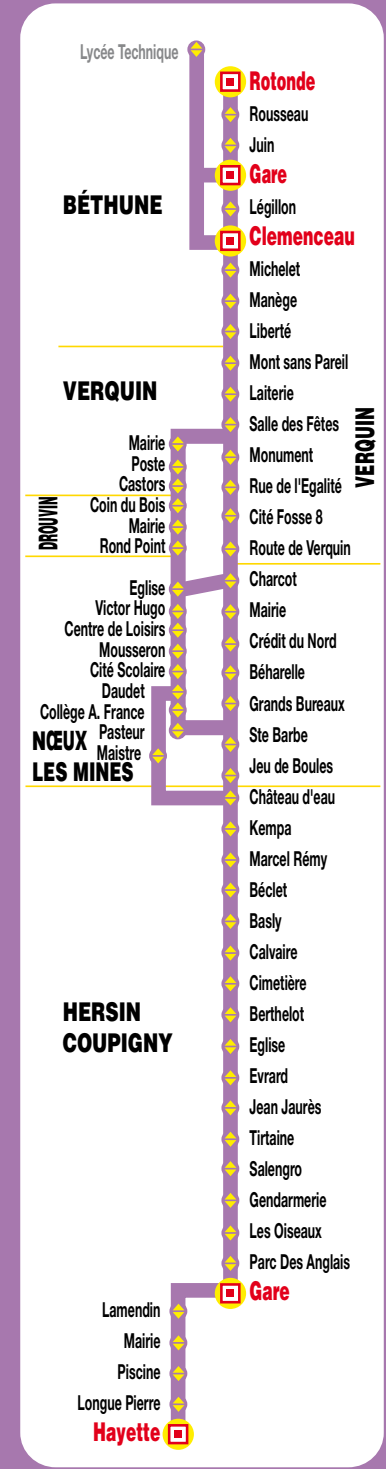 Lycée Technique
Rotonde
Rousseau
Juin
Gare
BÉTHUNE
Légillon
Clemenceau
Michelet
Manège
Liberté
Mont sans Pareil
VERQUIN
Laiterie
Salle des Fêtes
VERQUIN
Mairie
Monument
Poste
Castors
Rue de l'Egalité
Coin du Bois
DROUVIN
Cité Fosse 8
Mairie
Rond Point
Route de Verquin
Charcot
Eglise
Victor Hugo
Mairie
Centre de Loisirs
Mousseron
Crédit du Nord
Cité Scolaire
Béharelle
Daudet
Grands Bureaux
Collège A. France
Pasteur
Ste Barbe
NŒUX
LES MINES
Maistre
Jeu de Boules
Château d'eau
Kempa
Marcel Rémy
Béclet
Basly
Calvaire
Cimetière
HERSIN
COUPIGNY
Berthelot
Eglise
Evrard
Jean Jaurès
Tirtaine
Salengro
Gendarmerie
Les Oiseaux
Parc Des Anglais
Gare
Lamendin
Mairie
Piscine
Longue Pierre
Hayette